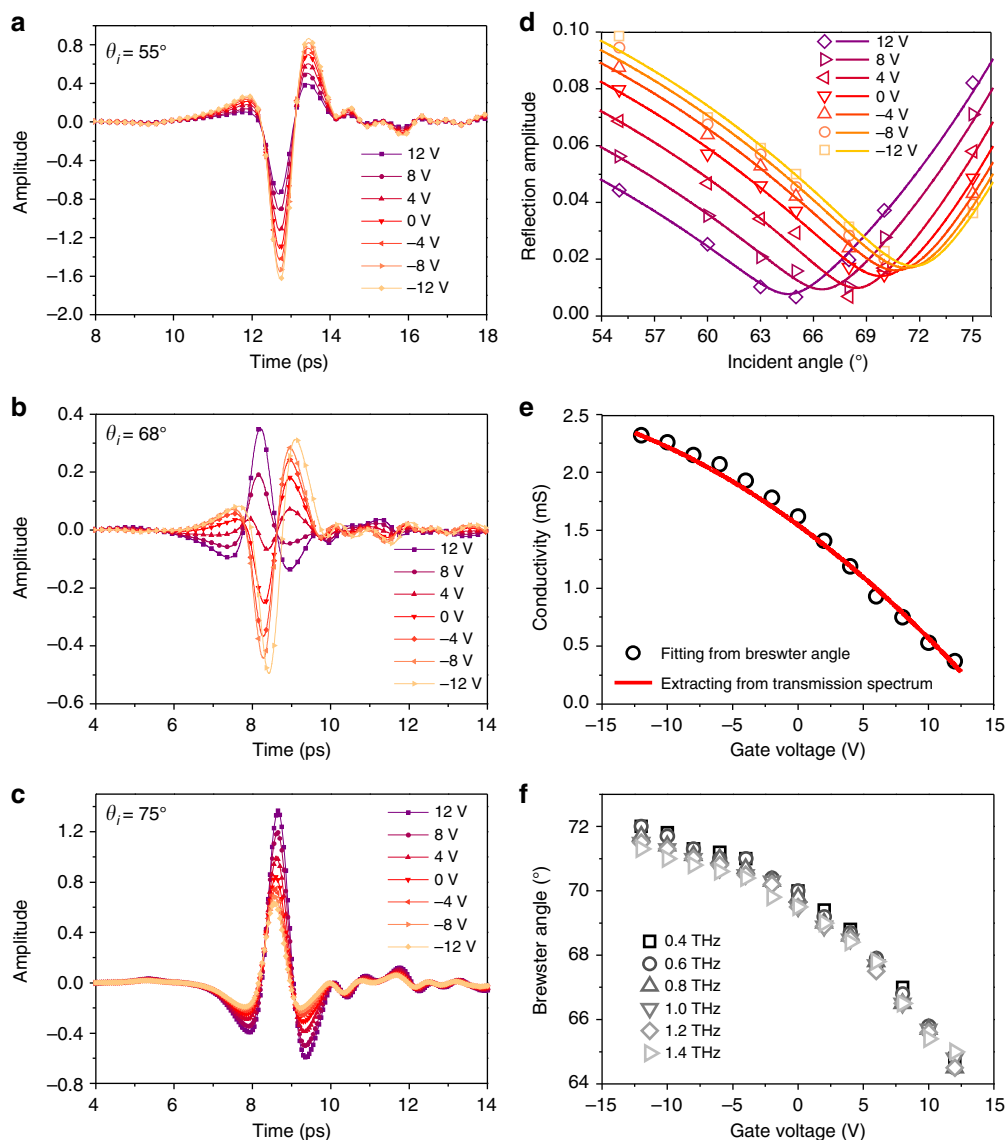 a
θi = 55°
Amplitude
0.8
0.4
0.0
−0.4
−0.8
−1.2
−1.6
−2.0
12 V
8 V
4 V
0 V
−4 V
−8 V
−12 V
8 10 12 14 16 18
Time (ps)
b
θi = 68°
Amplitude
0.4
0.2
0.0
−0.2
−0.4
−0.6
12 V
8 V
4 V
0 V
−4 V
−8 V
−12 V
4 6 8 10 12 14
Time (ps)
c
θi = 75°
Amplitude
1.2
0.8
0.4
0.0
−0.4
−0.8
12 V
8 V
4 V
0 V
−4 V
−8 V
−12 V
4 6 8 10 12 14
Time (ps)
d
Reflection amplitude
0.10
0.08
0.06
0.04
0.02
0.00
12 V
8 V
4 V
0 V
−4 V
−8 V
−12 V
54 57 60 63 66 69 72 75
Incident angle (°)
e
Conductivity (mS)
2.5
2.0
1.5
1.0
0.5
0.0
Fitting from brewster angle
Extracting from transmission spectrum
−15 −10 −5 0 5 10 15
Gate voltage (V)
f
Brewster angle (°)
72
70
68
66
64
0.4 THz
0.6 THz
0.8 THz
1.0 THz
1.2 THz
1.4 THz
−15 −10 −5 0 5 10 15
Gate voltage (V)